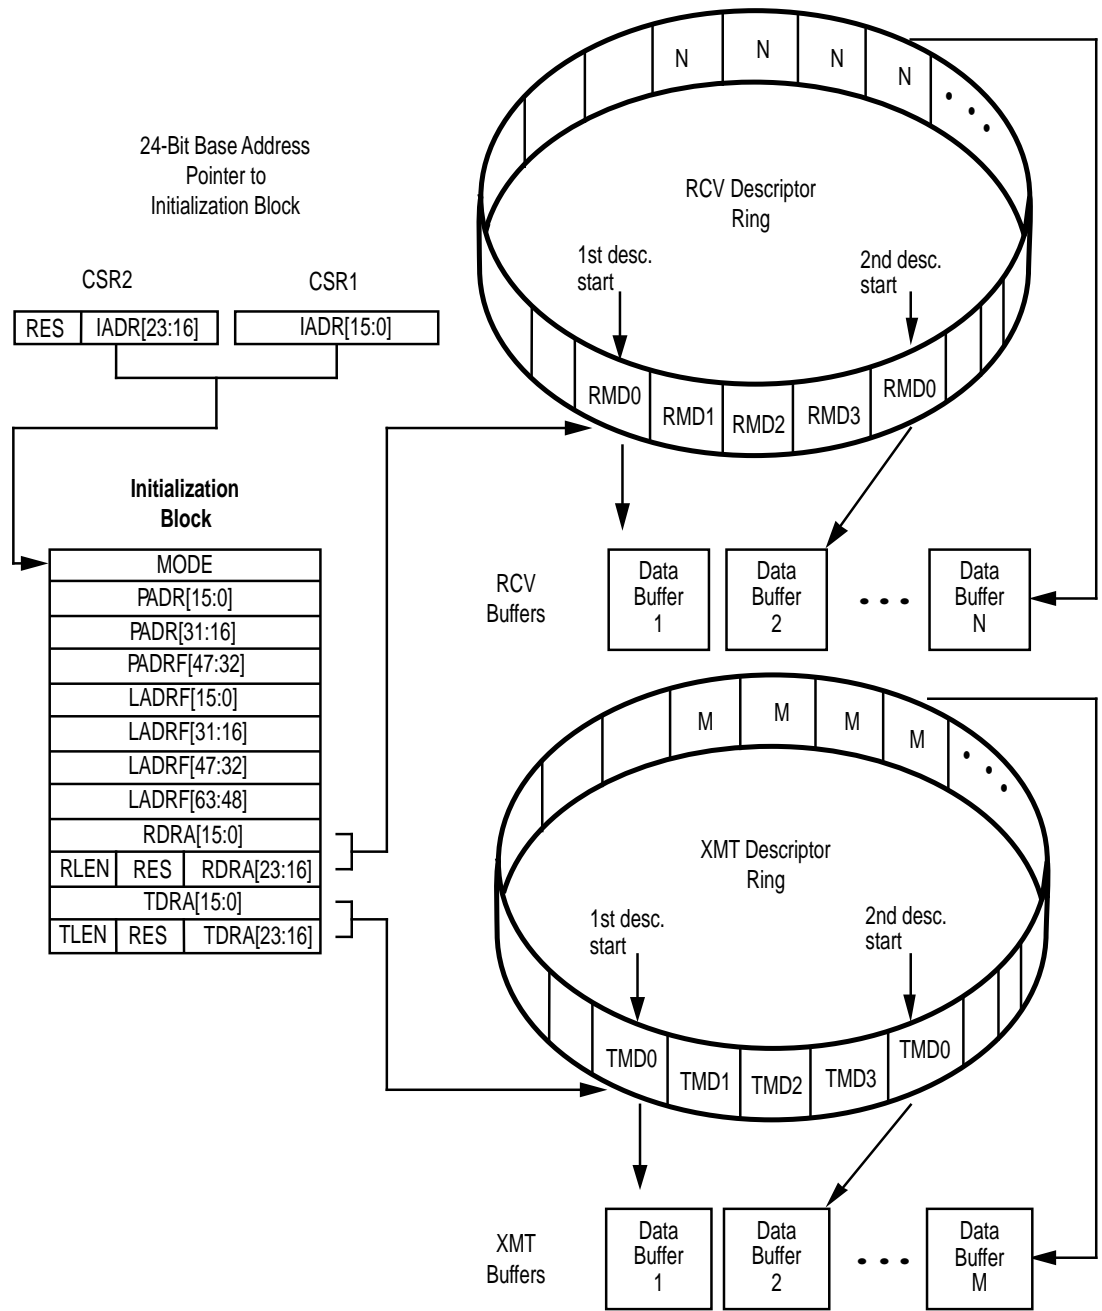 N
N
N
N
24-Bit Base Address
Pointer to
Initialization Block
RCV Descriptor
Ring
1st desc.
start
2nd desc.
start
CSR2
CSR1
RES
IADR[23:16]
IADR[15:0]
RMD0
RMD1
RMD2
RMD3
RMD0
Initialization
Block
MODE
PADR[15:0]
PADR[31:16]
PADRF[47:32]
LADRF[15:0]
LADRF[31:16]
LADRF[47:32]
LADRF[63:48]
RDRA[15:0]
RLEN RES RDRA[23:16]
TDRA[15:0]
TLEN RES TDRA[23:16]
RCV
Buffers
Data
Buffer
1
Data
Buffer
2
• • •
Data
Buffer
N
M
M
M
M
XMT Descriptor
Ring
1st desc.
start
2nd desc.
start
TMD0
TMD1
TMD2
TMD3
TMD0
XMT
Buffers
Data
Buffer
1
Data
Buffer
2
• • •
Data
Buffer
M